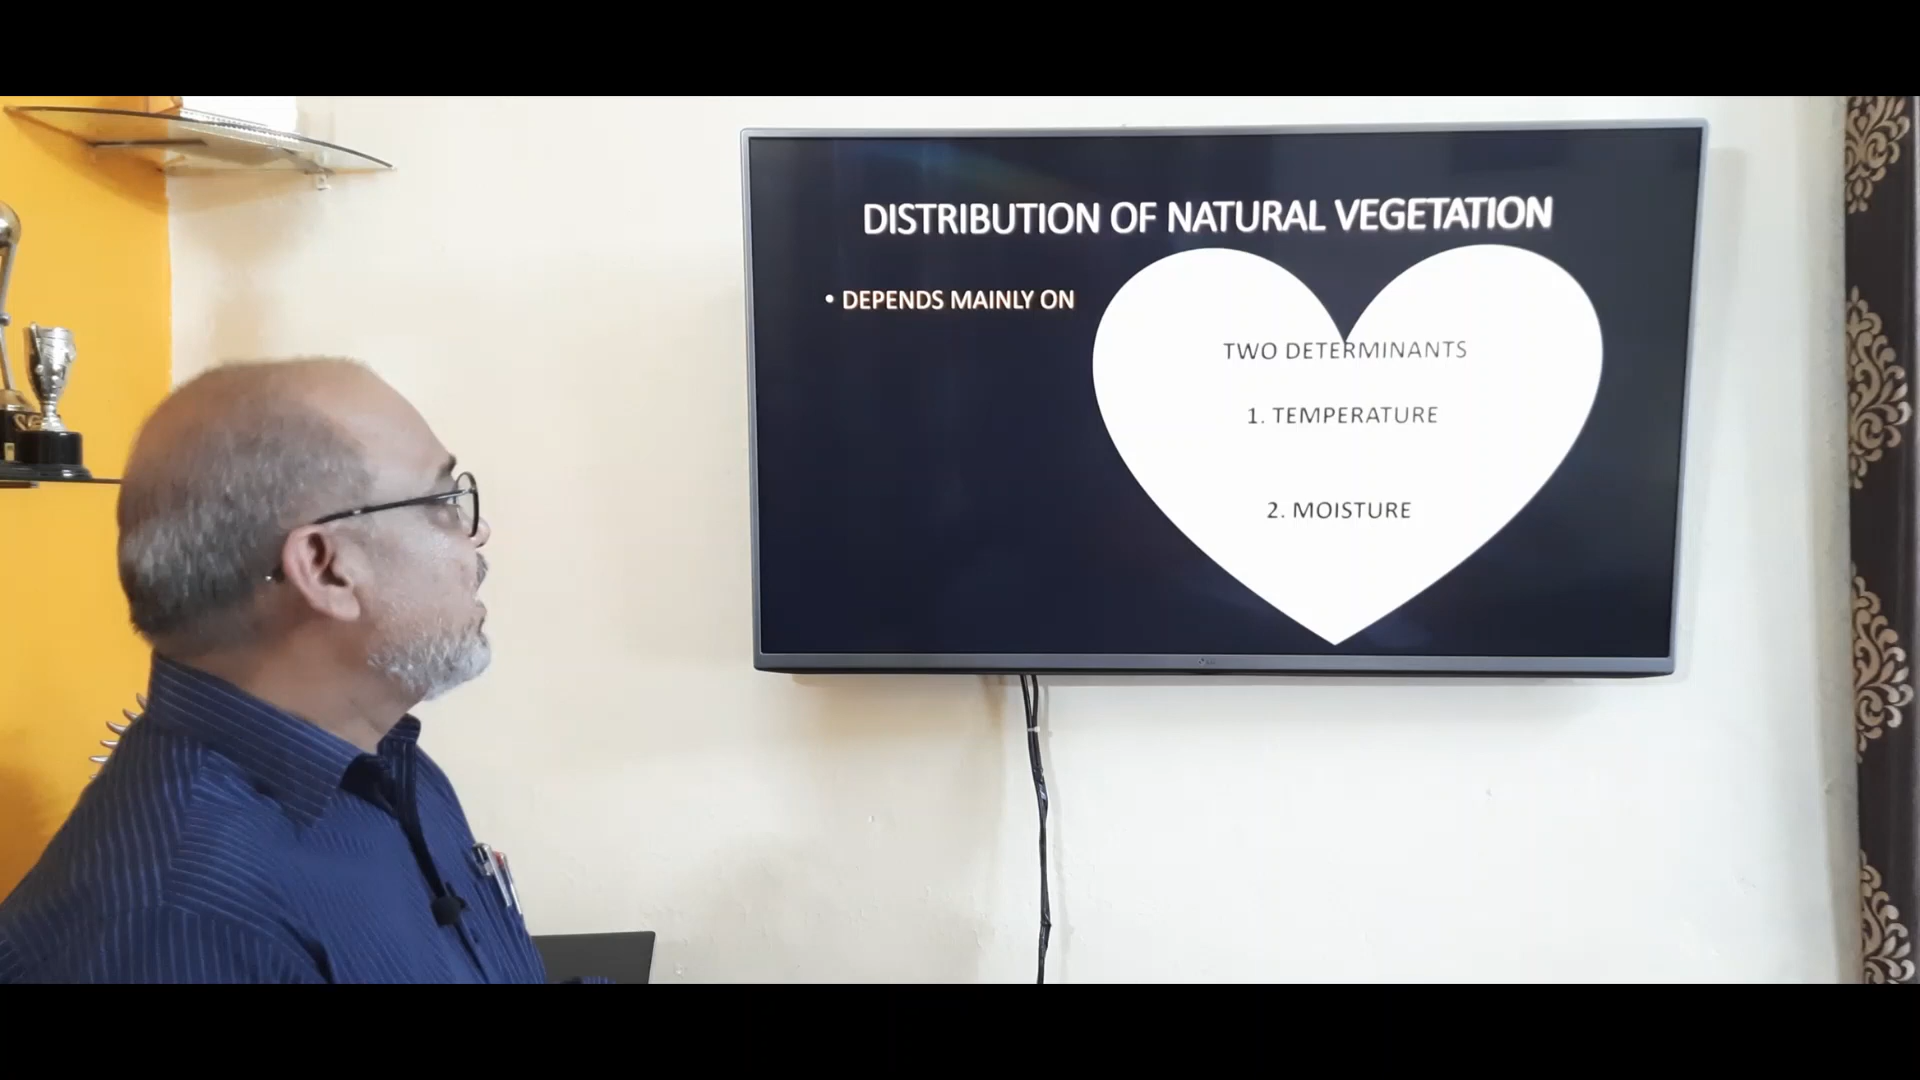 DISTRIBUTION OF NATURAL VEGETATION
• DEPENDS MAINLY ON
TWO DETERMINANTS
1. TEMPERATURE
2. MOISTURE